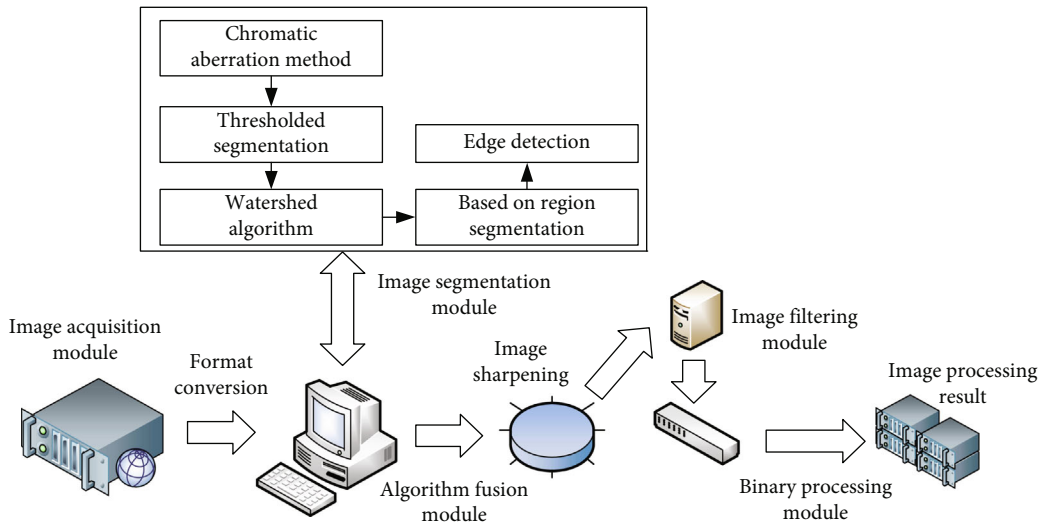 Chromatic
aberration method
Thresholded
segmentation
Edge detection
Watershed
algorithm
Based on region
segmentation
Image segmentation
module
Image acquisition
module
Format
conversion
Image
sharpening
Image filtering
module
Image processing
result
Algorithm fusion
module
Binary processing
module